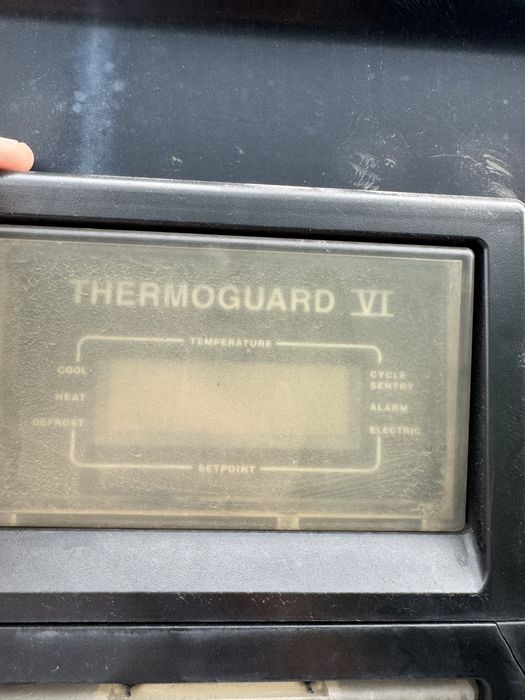 THERMOGUARD VI
TEMPERATURE
COOL
HEAT
DEFROST
CYCLE
SENTRY
ALARM
ELECTRIC
SETPOINT